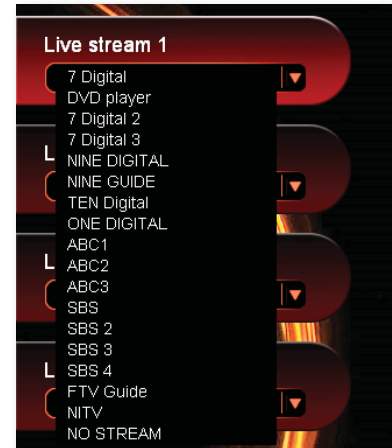 Live stream 1
7 Digital
DVD player
7 Digital 2
7 Digital 3
L
NINE DIGITAL
NINE GUIDE
TEN Digital
ONE DIGITAL
ABC1
L
ABC2
ABC3
SBS
SBS 2
SBS 3
L
SBS 4
FTV Guide
NITV
NO STREAM